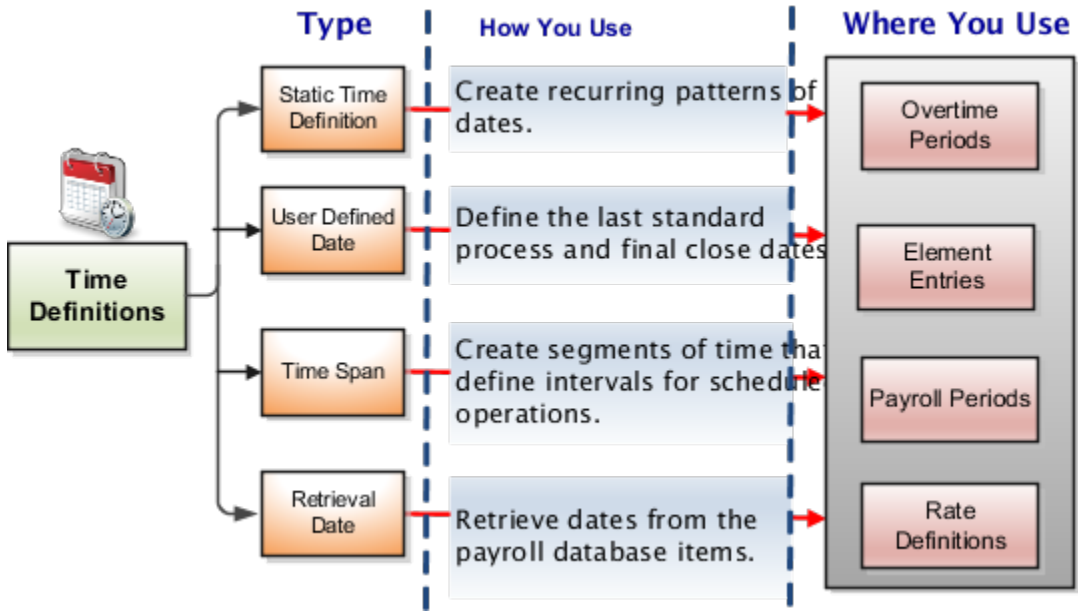 Type
How You Use
Where You Use
Time
Definitions
Static Time
Definition
Create recurring patterns of
dates.
Overtime
Periods
User Defined
Date
Define the last standard
process and final close dates
Element
Entries
Time Span
Create segments of time that
define intervals for schedule
operations.
Payroll Periods
Retrieval
Date
Retrieve dates from the
payroll database items.
Rate
Definitions